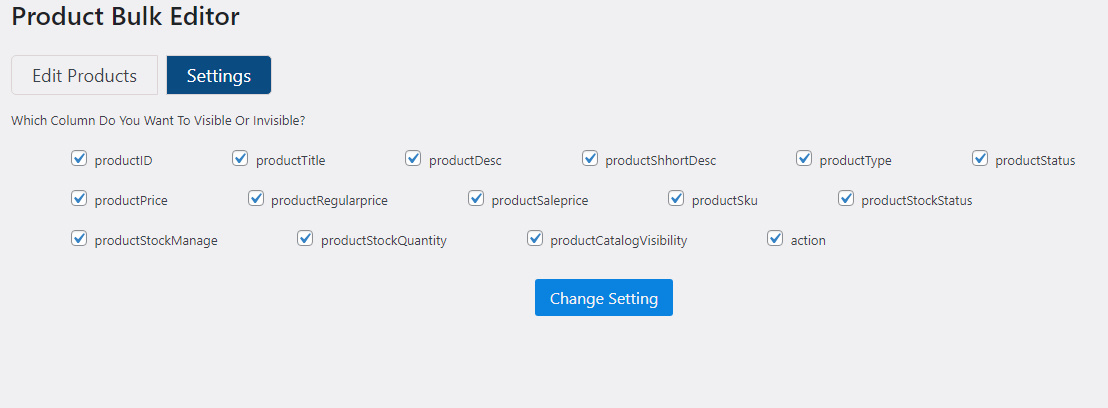 Product Bulk Editor
Edit Products Settings
Which Column Do You Want To Visible Or Invisible?
productID productTitle productDesc productShhortDesc productType productStatus
productPrice productRegularprice productSaleprice productSku productStockStatus
productStockManage productStockQuantity productCatalogVisibility action
Change Setting